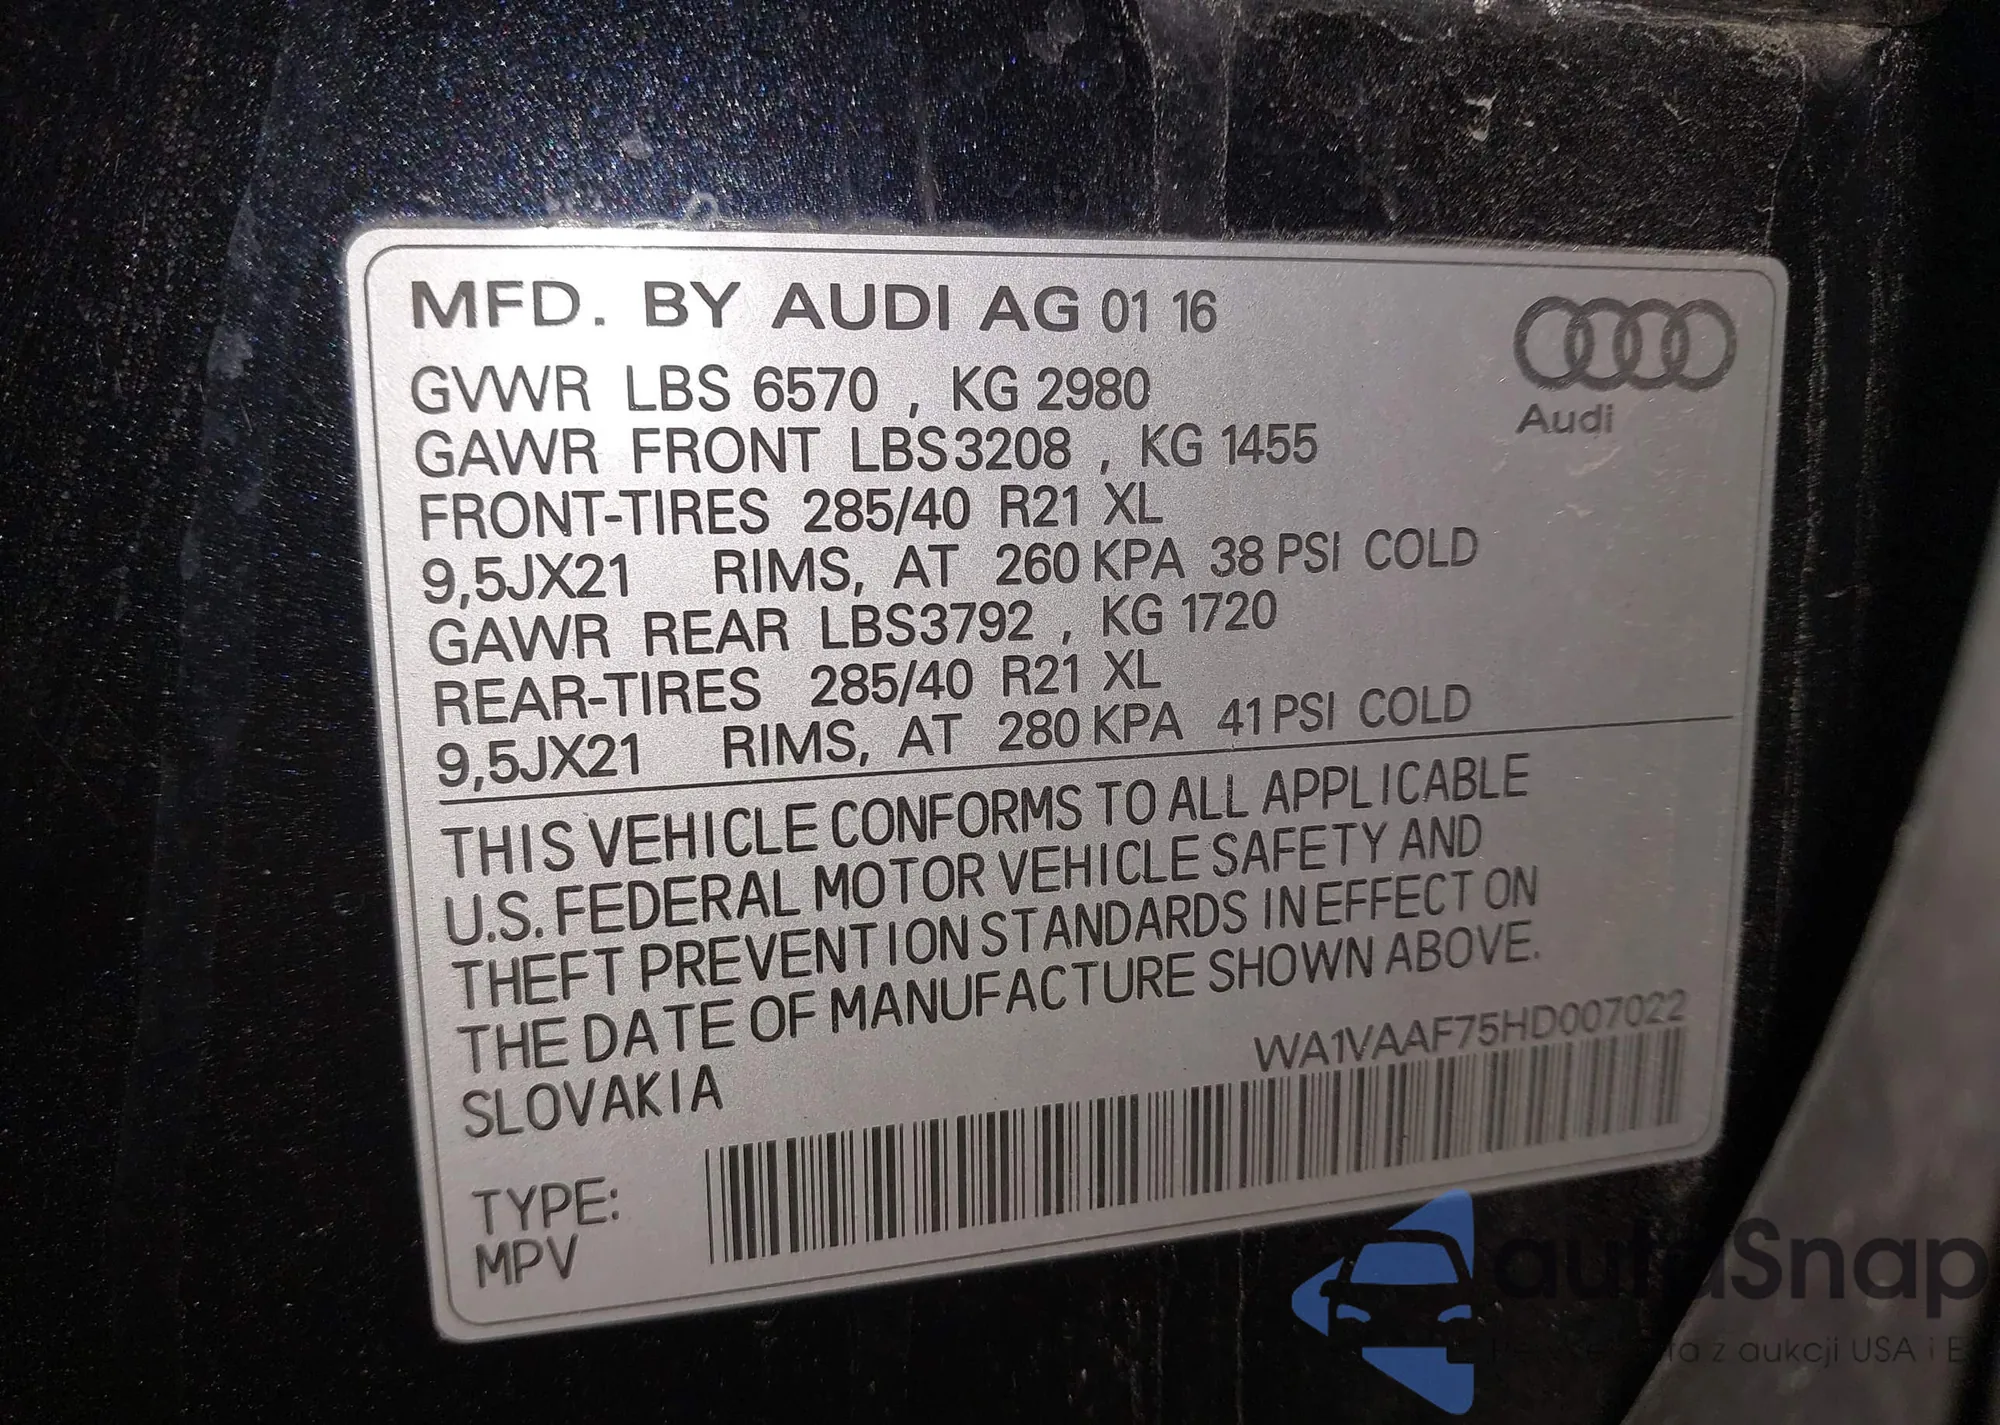 MFD. BY AUDI AG 01 16
GVWR LBS 6570 , KG 2980
GAWR FRONT LBS3208 , KG 1455
FRONT-TIRES 285/40 R21 XL
9,5JX21 RIMS, AT 260 KPA 38 PSI COLD
GAWR REAR LBS3792 , KG 1720
REAR-TIRES 285/40 R21 XL
9,5JX21 RIMS, AT 280 KPA 41 PSI COLD
Audi
THIS VEHICLE CONFORMS TO ALL APPLICABLE
U.S. FEDERAL MOTOR VEHICLE SAFETY AND
THEFT PREVENTION STANDARDS IN EFFECT ON
THE DATE OF MANUFACTURE SHOWN ABOVE.
SLOVAKIA
WA1VAAF75HD007022
TYPE:
MPV
autoSnap
z aukcji USA i E